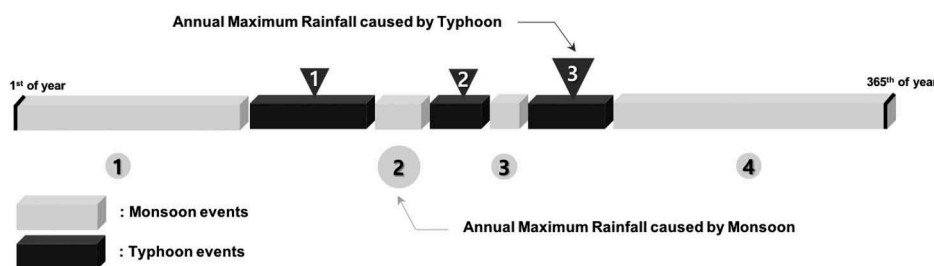 Annual Maximum Rainfall caused by Typhoon
1st of year
365th of year
1
2
3
1
2
3
4
: Monsoon events
Annual Maximum Rainfall caused by Monsoon
: Typhoon events